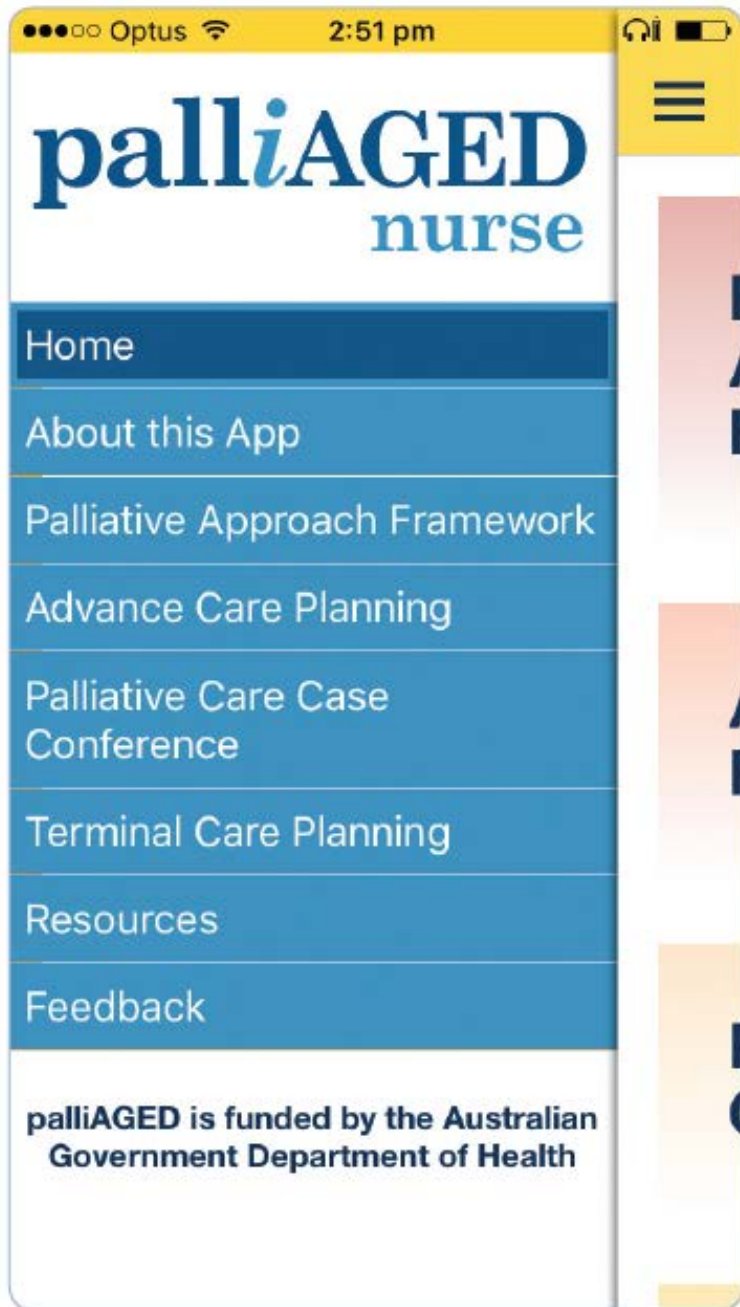 Optus 2:51 pm
palliAGED
nurse
Home
About this App
Palliative Approach Framework
Advance Care Planning
Palliative Care Case
Conference
Terminal Care Planning
Resources
Feedback
palliAGED is funded by the Australian
Government Department of Health